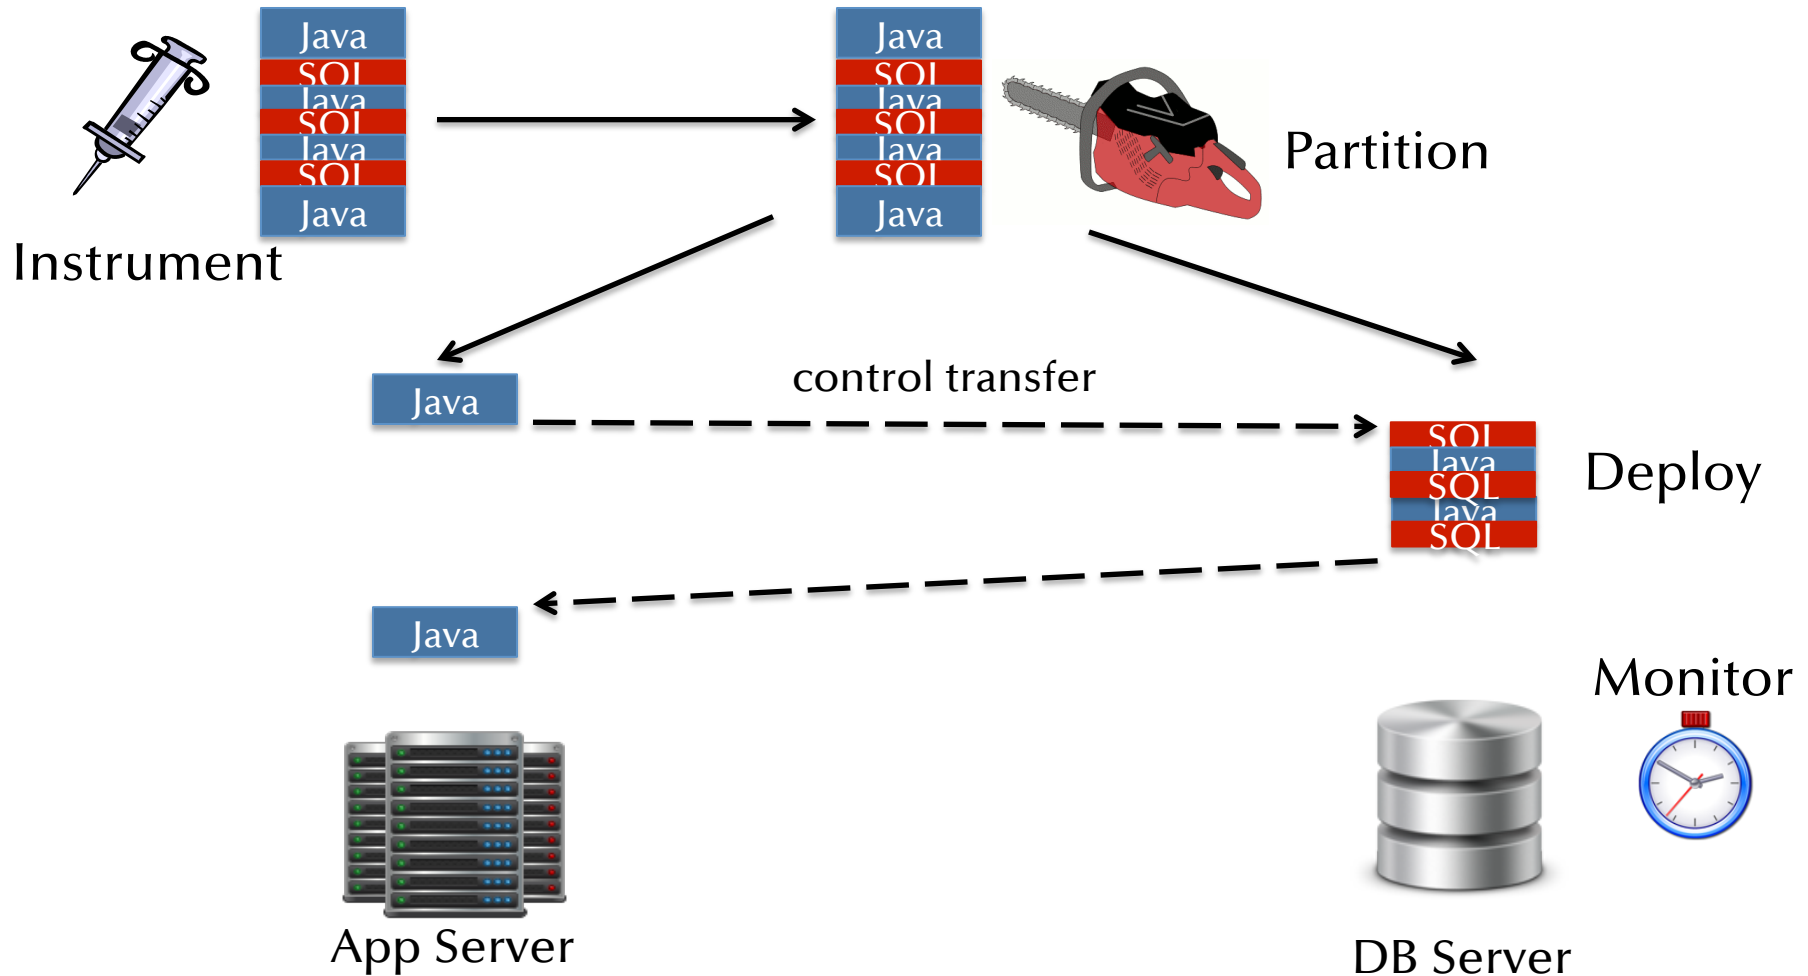 Java
SQL
Java
SQL
Java
SQL
Java
Instrument
Java
SQL
Java
SQL
Java
SQL
Java
Partition
control transfer
Java
SQL
Java
SQL
Java
SQL
Deploy
Java
Monitor
App Server
DB Server